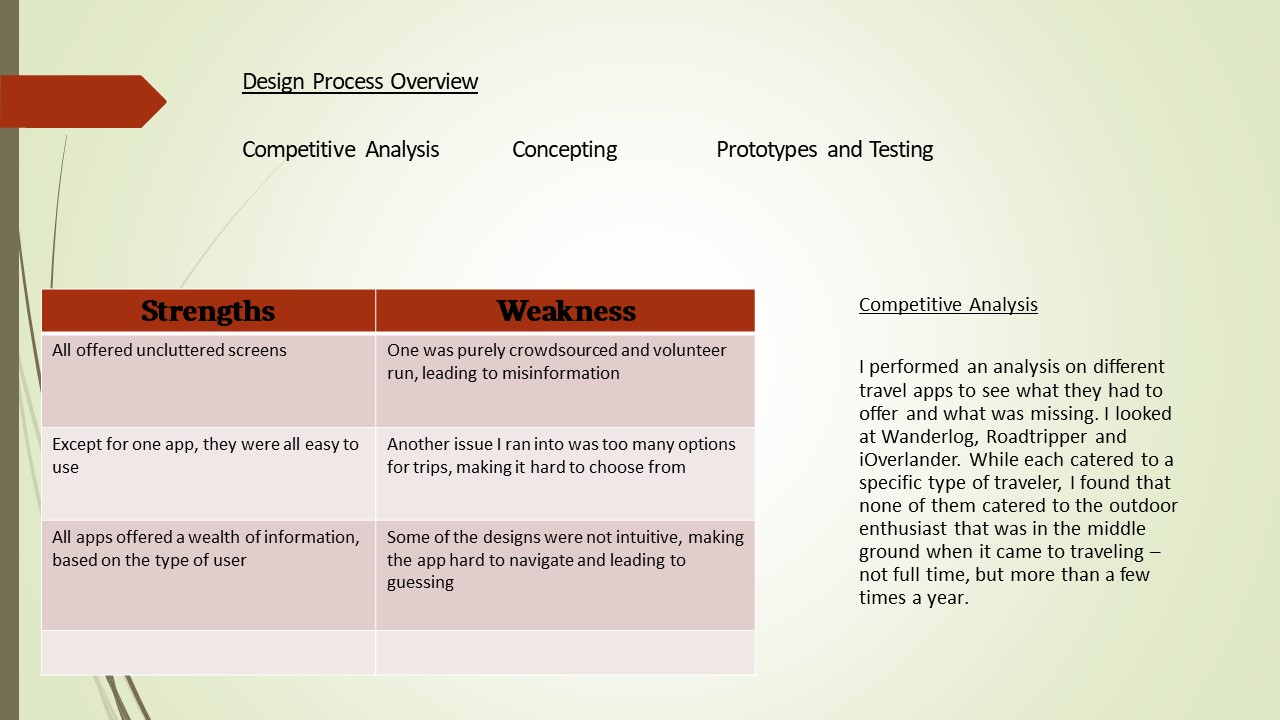 Design Process Overview
Competitive Analysis Concepting Prototypes and Testing
Strengths Weakness
All offered uncluttered screens
One was purely crowdsourced and volunteer
run, leading to misinformation
Except for one app, they were all easy to
use
Another issue I ran into was too many options
for trips, making it hard to choose from
All apps offered a wealth of information,
based on the type of user
Some of the designs were not intuitive, making
the app hard to navigate and leading to
guessing
Competitive Analysis
I performed an analysis on different
travel apps to see what they had to
offer and what was missing. I looked
at Wanderlog, Roadtripper and
iOverlander. While each catered to a
specific type of traveler, I found that
none of them catered to the outdoor
enthusiast that was in the middle
ground when it came to traveling –
not full time, but more than a few
times a year.